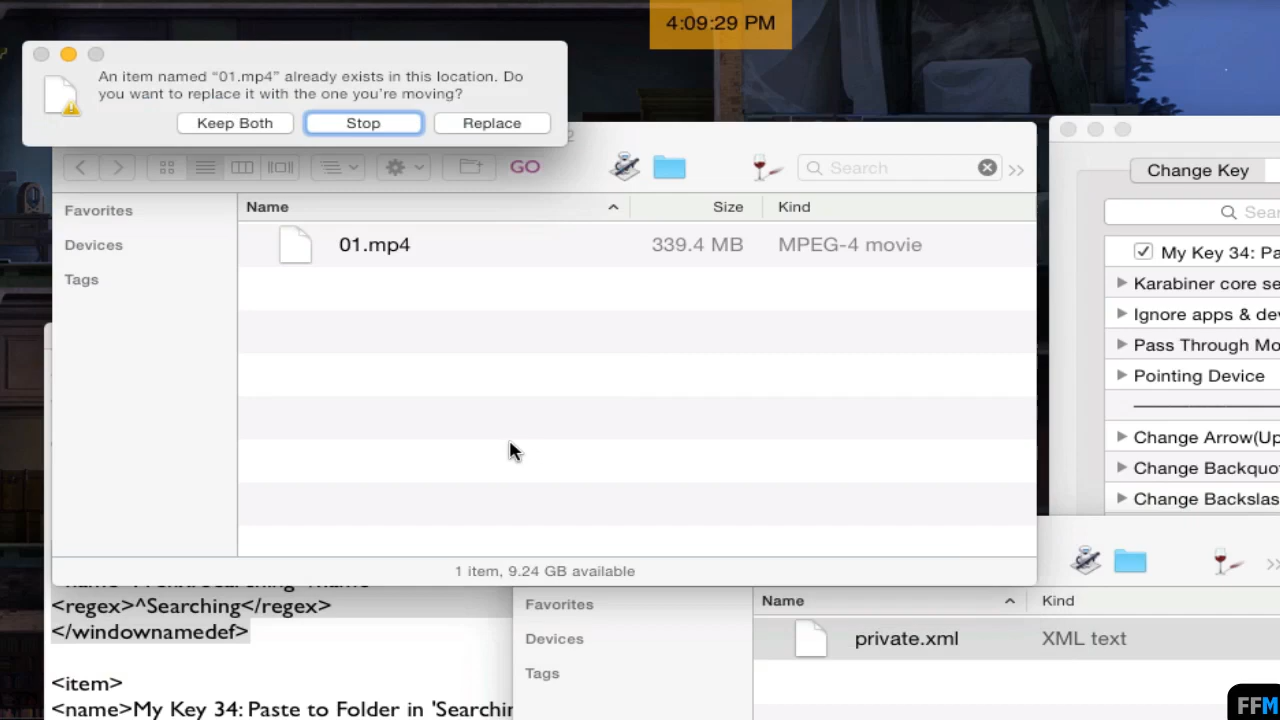 4:09:29 PM
An item named “01.mp4” already exists in this location. Do
you want to replace it with the one you’re moving?
Keep Both
Stop
Replace
2
GO
Search
Favorites
Devices
Tags
Name
Size
Kind
01.mp4
339.4 MB
MPEG-4 movie
1 item, 9.24 GB available
Change Key
Sear
My Key 34: Pa
Karabiner core se
Ignore apps & dev
Pass Through Mo
Pointing Device
Change Arrow(Up
Change Backquo
Change Backslas
<regex>^Searching</regex>
</windownamedef>
<item>
<name>My Key 34: Paste to Folder in 'Searchin
Favorites
Devices
Tags
Name
Kind
private.xml
XML text
FFM